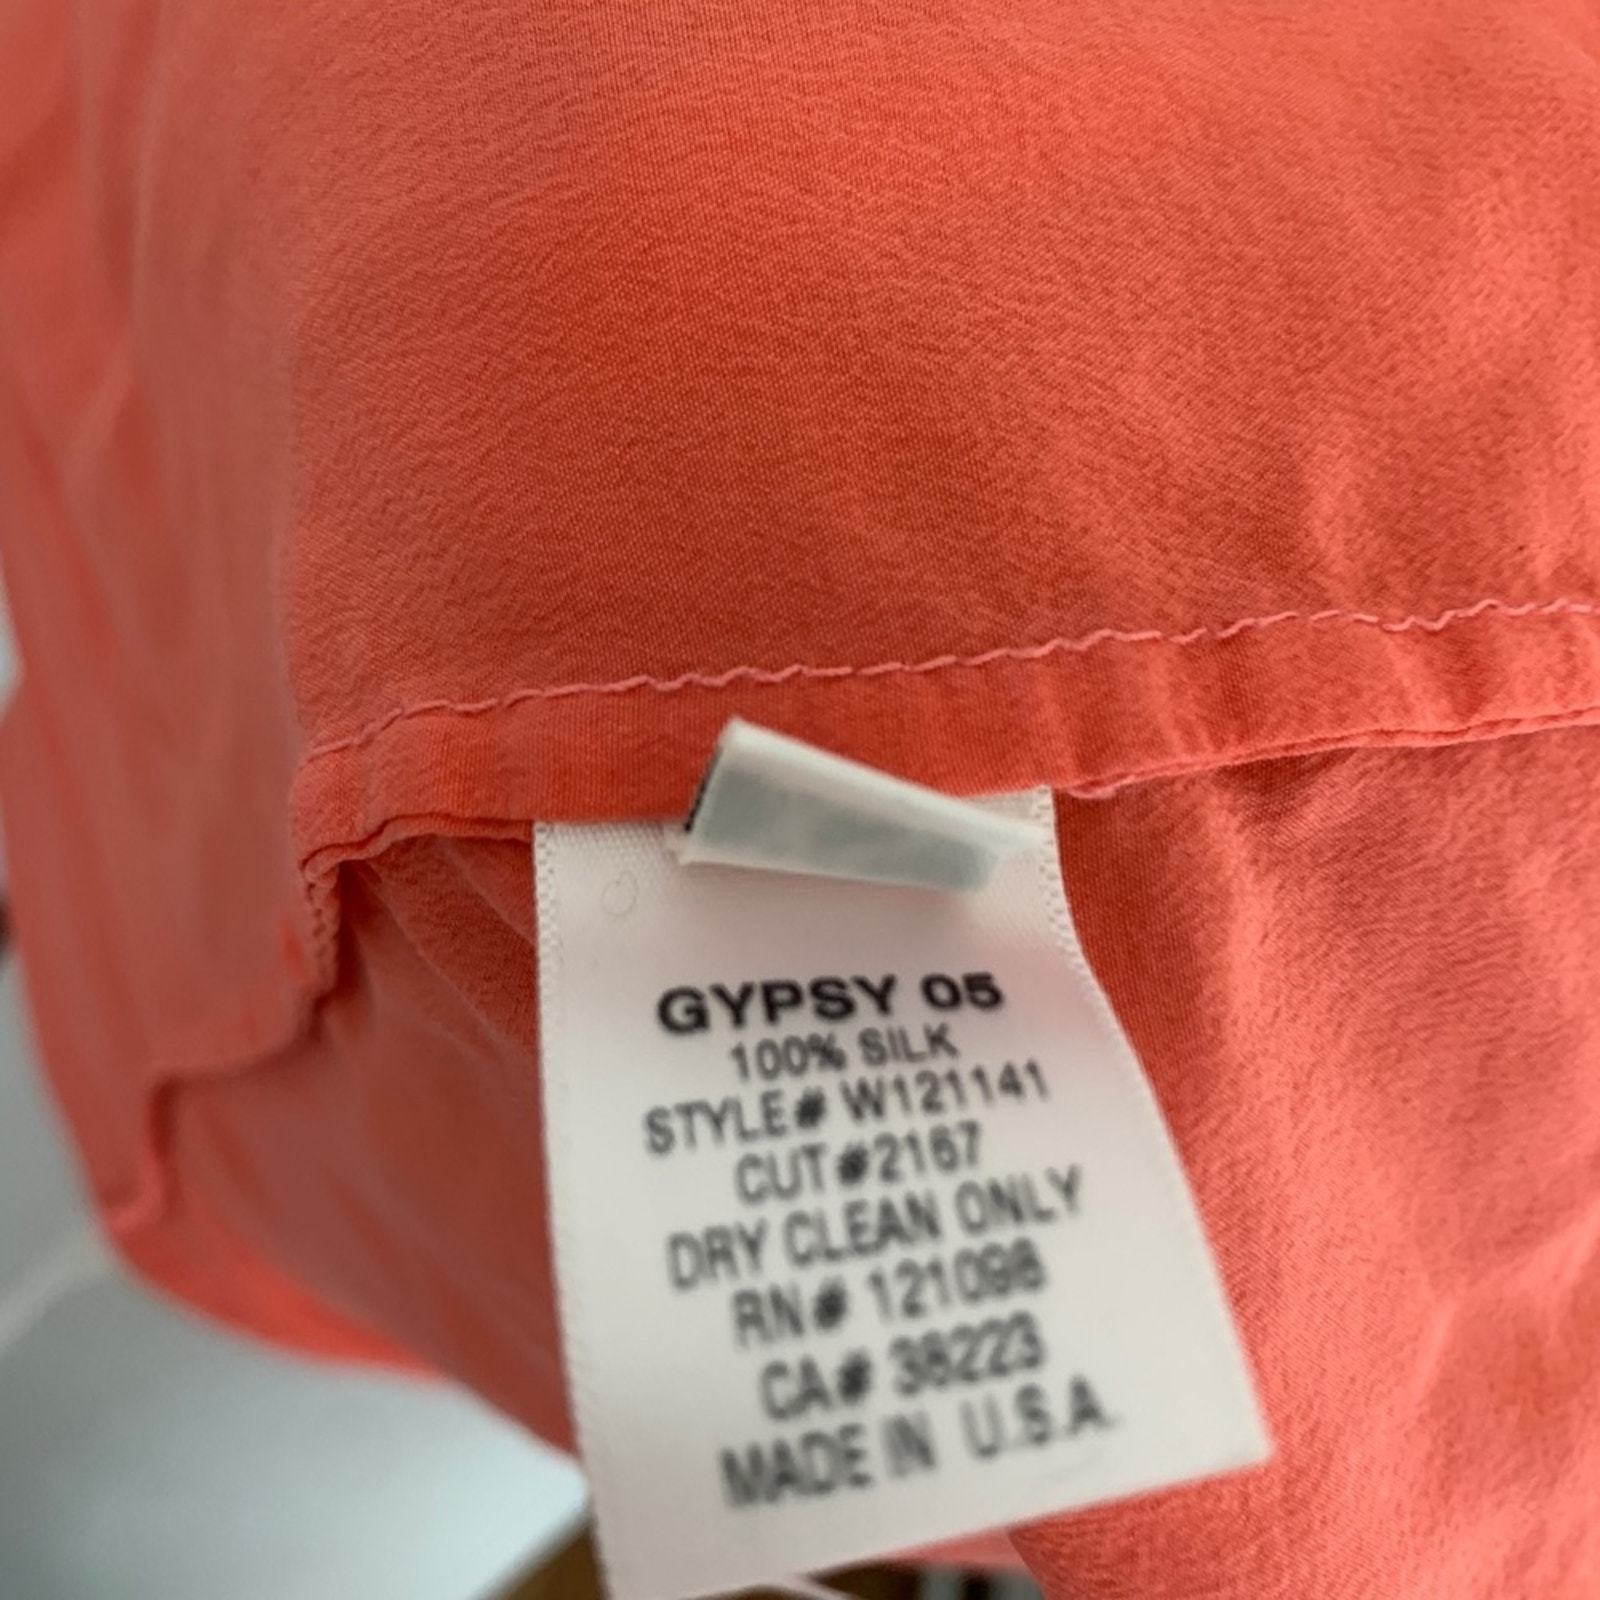 GYPSY 05
100% SILK
STYLE# W121141
CUT #2167
DRY CLEAN ONLY
RN# 121098
CA# 38223
MADE IN U.S.A.